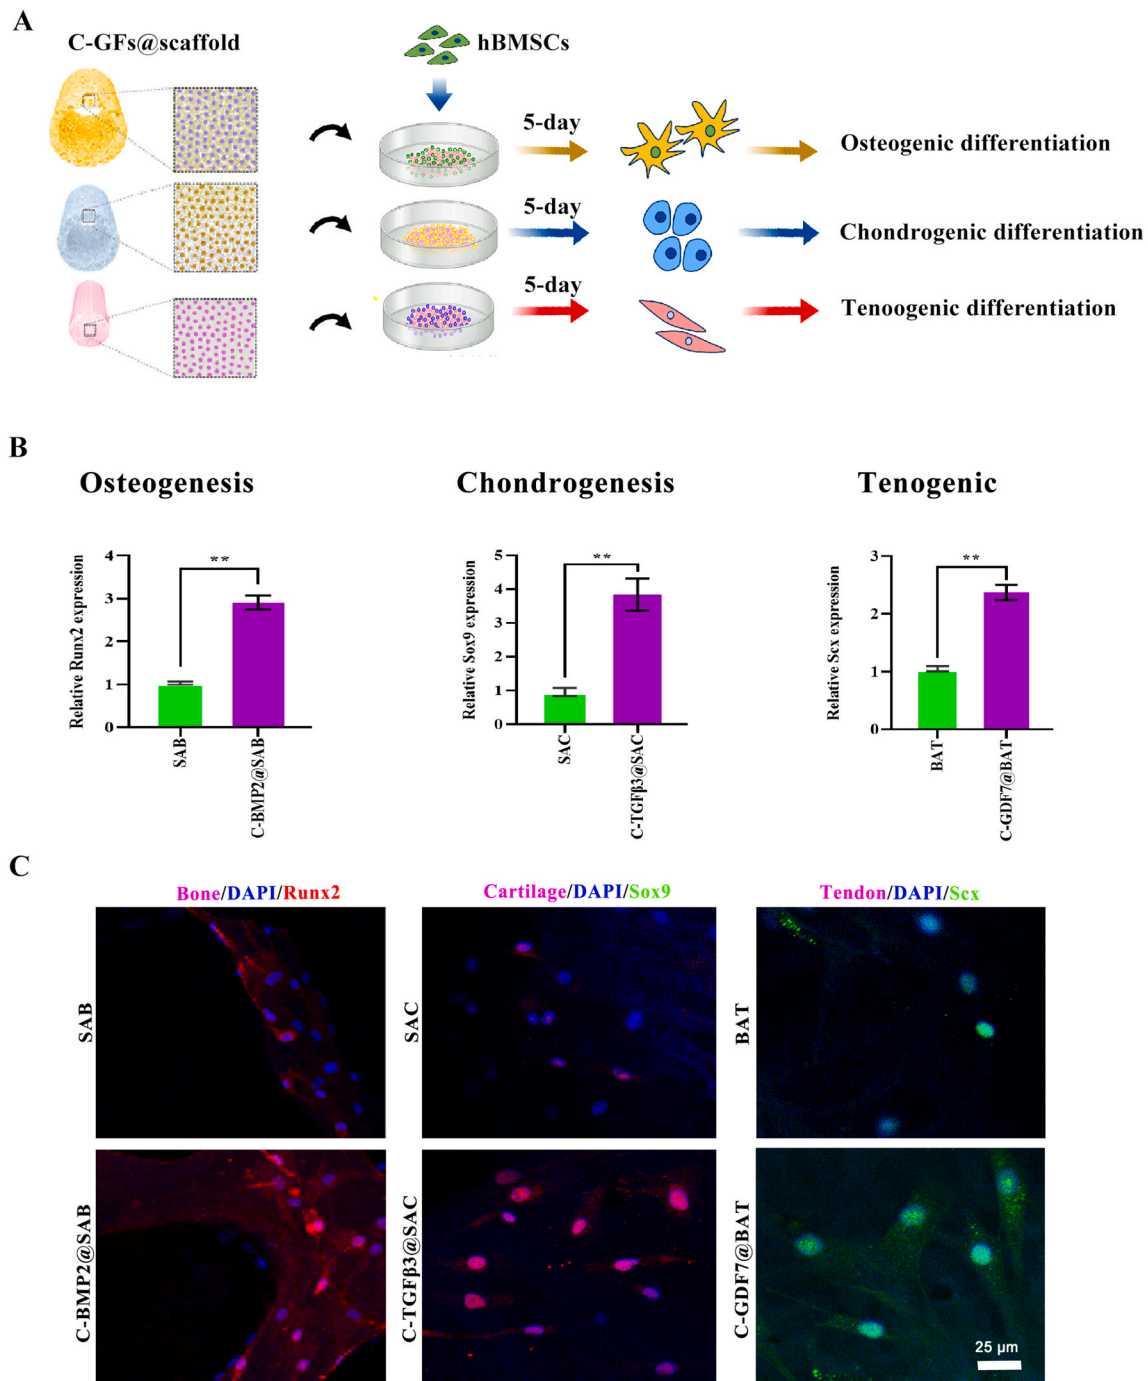 A
C-GFs@scaffold
hBMSCs
5-day
Osteogenic differentiation
5-day
Chondrogenic differentiation
5-day
Tenoogenic differentiation
B
Osteogenesis
Relative Runx2 expression
4
3
2
1
0
**
SAB
C-BMP2@SAB
Chondrogenesis
Relative Sox9 expression
5
4
3
2
1
0
**
SAC
C-TGFβ3@SAC
Tenogenic
Relative Scx expression
3
2
1
0
**
BAT
C-GDF7@BAT
C
Bone/DAPI/Runx2
Cartilage/DAPI/Sox9
Tendon/DAPI/Scx
SAB
SAC
BAT
C-BMP2@SAB
C-TGFβ3@SAC
C-GDF7@BAT
25 μm